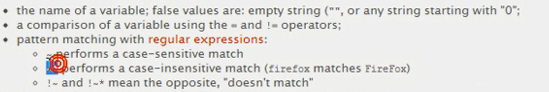 the name of a variable; false values are: empty string ("", or any string starting with "0";
a comparison of a variable using the = and != operators;
pattern matching with regular expressions:
performs a case-sensitive match
performs a case-insensitive match (firefox matches FireFox)
!~ and !~* mean the opposite, "doesn't match"